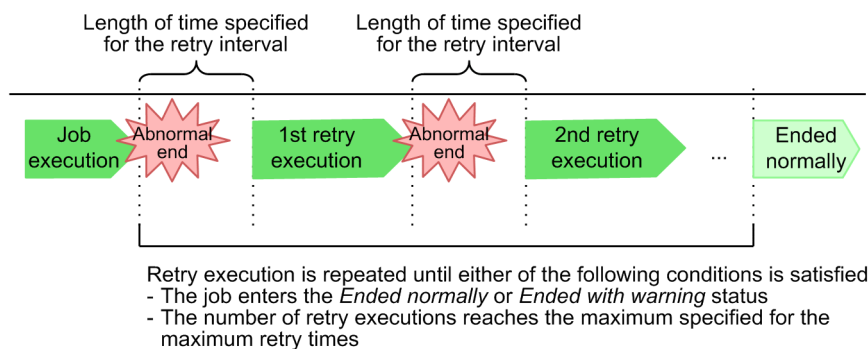 Length of time specified
for the retry interval
Length of time specified
for the retry interval
Job
execution
Abnormal
end
1st retry
execution
Abnormal
end
2nd retry
execution
...
Ended
normally
Retry execution is repeated until either of the following conditions is satisfied
- The job enters the Ended normally or Ended with warning status
- The number of retry executions reaches the maximum specified for the
maximum retry times